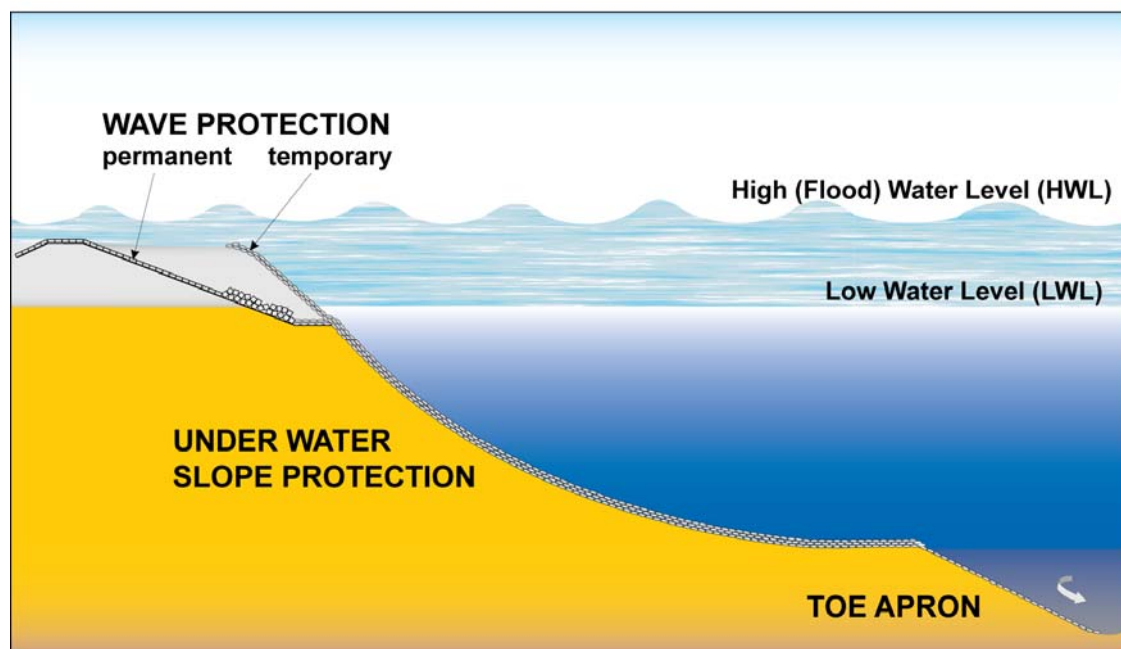 WAVE PROTECTION
permanent temporary
High (Flood) Water Level (HWL)
Low Water Level (LWL)
UNDER WATER
SLOPE PROTECTION
TOE APRON